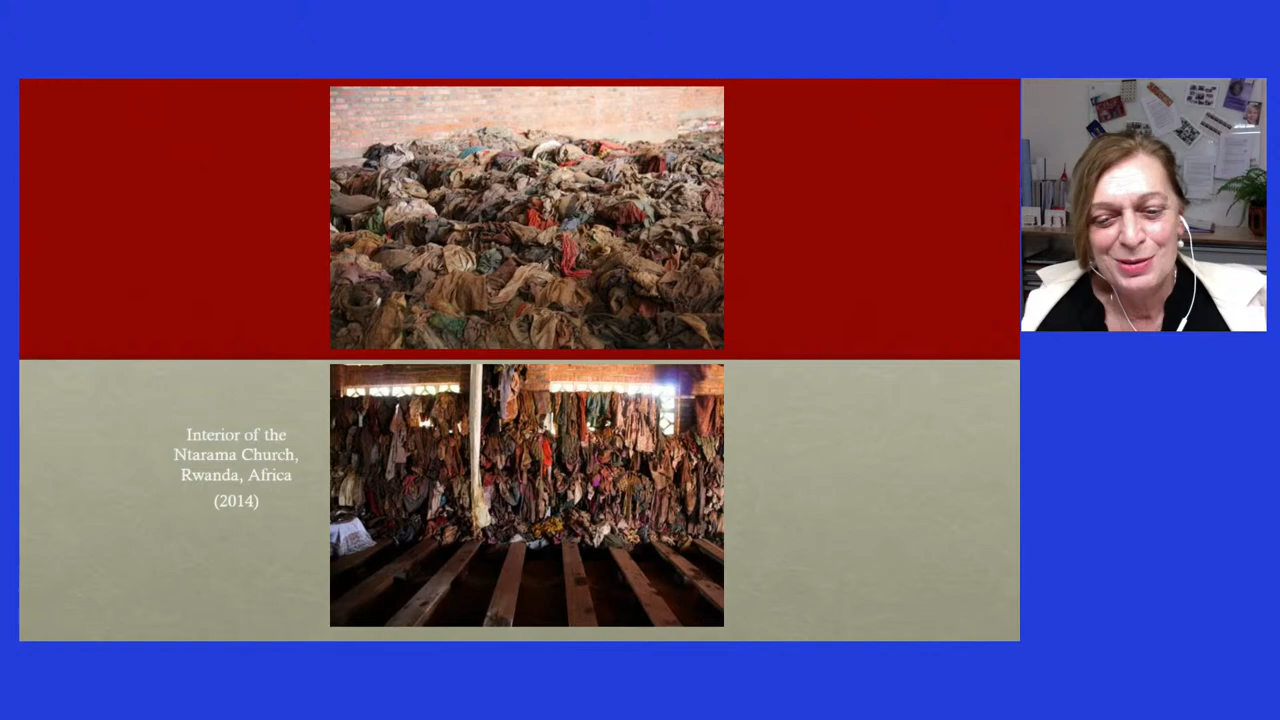 Interior of the
Ntarama Church,
Rwanda, Africa
(2014)